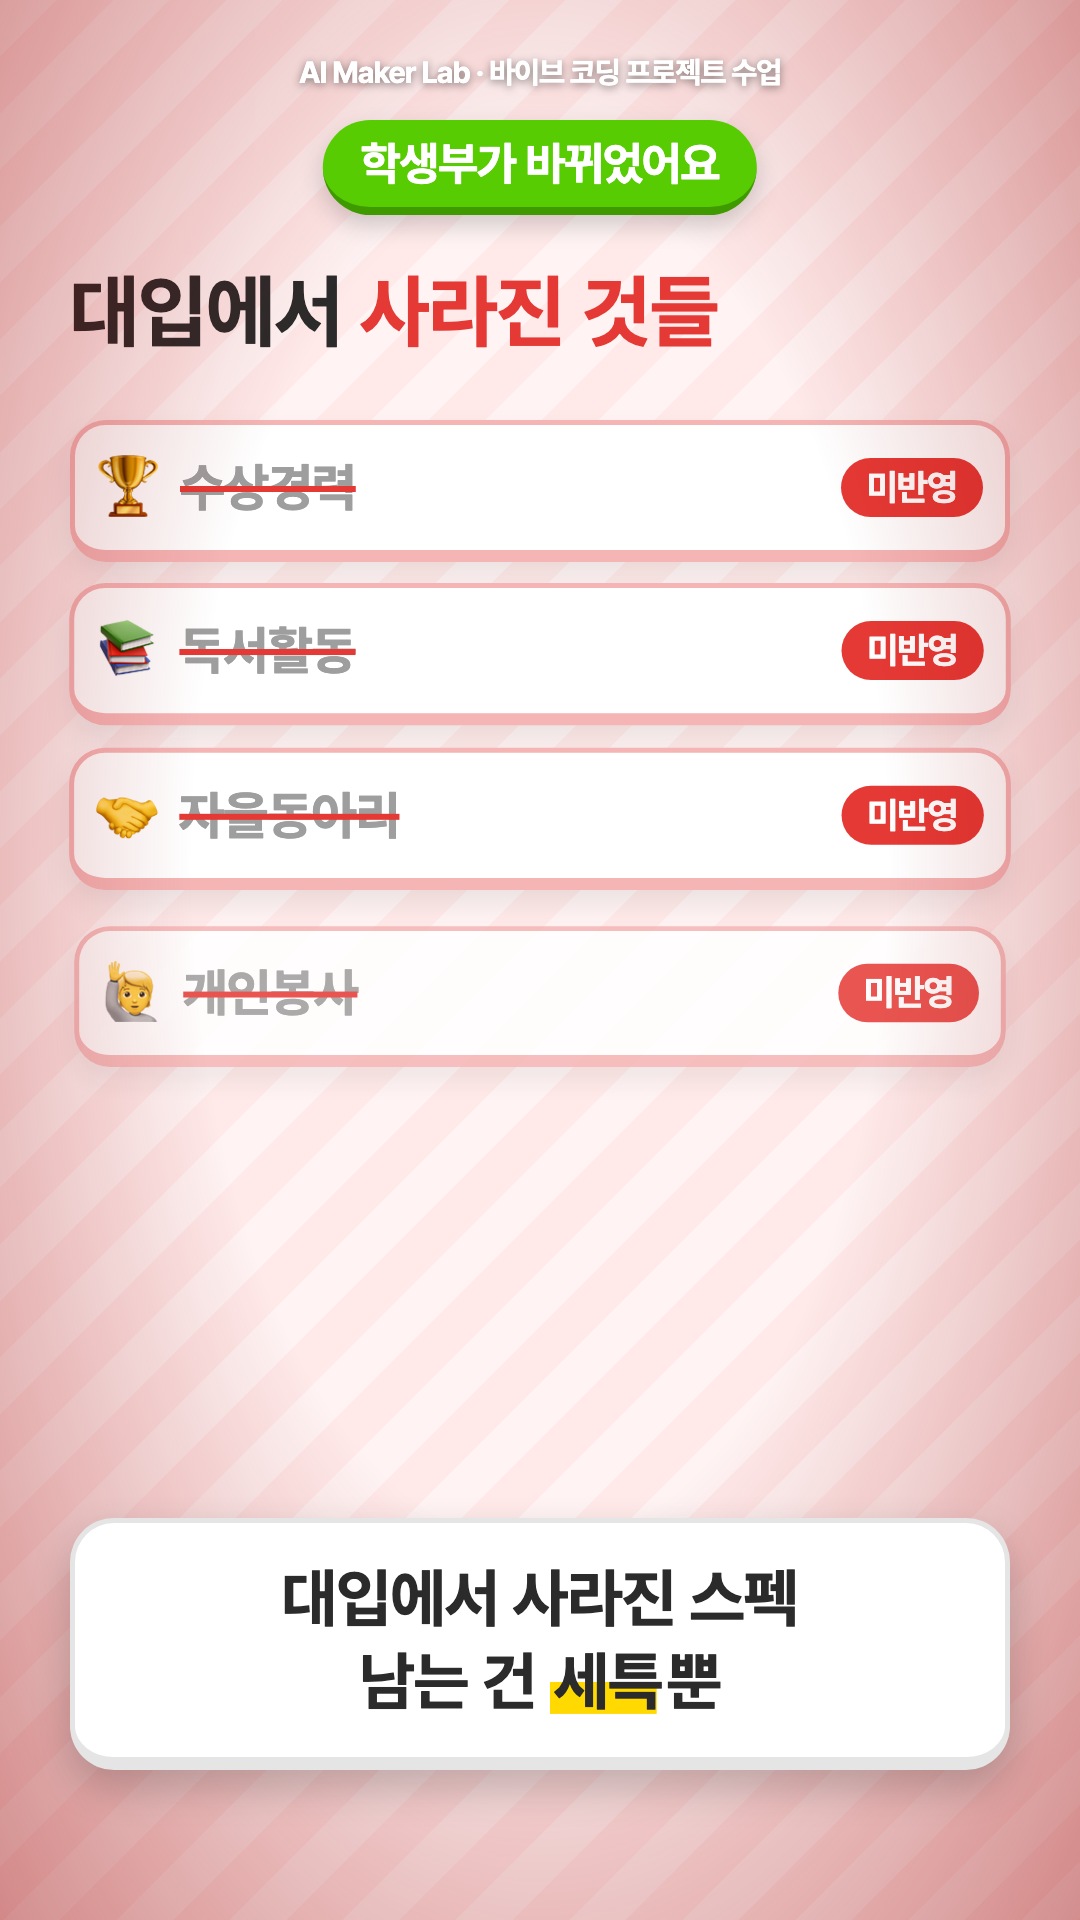 AI Maker Lab · 바이브 코딩 프로젝트 수업
학생부가 바뀌었어요
대입에서 사라진 것들
수상경력 미반영
독서활동 미반영
자율동아리 미반영
개인봉사 미반영
대입에서 사라진 스펙
남는 건 세특뿐